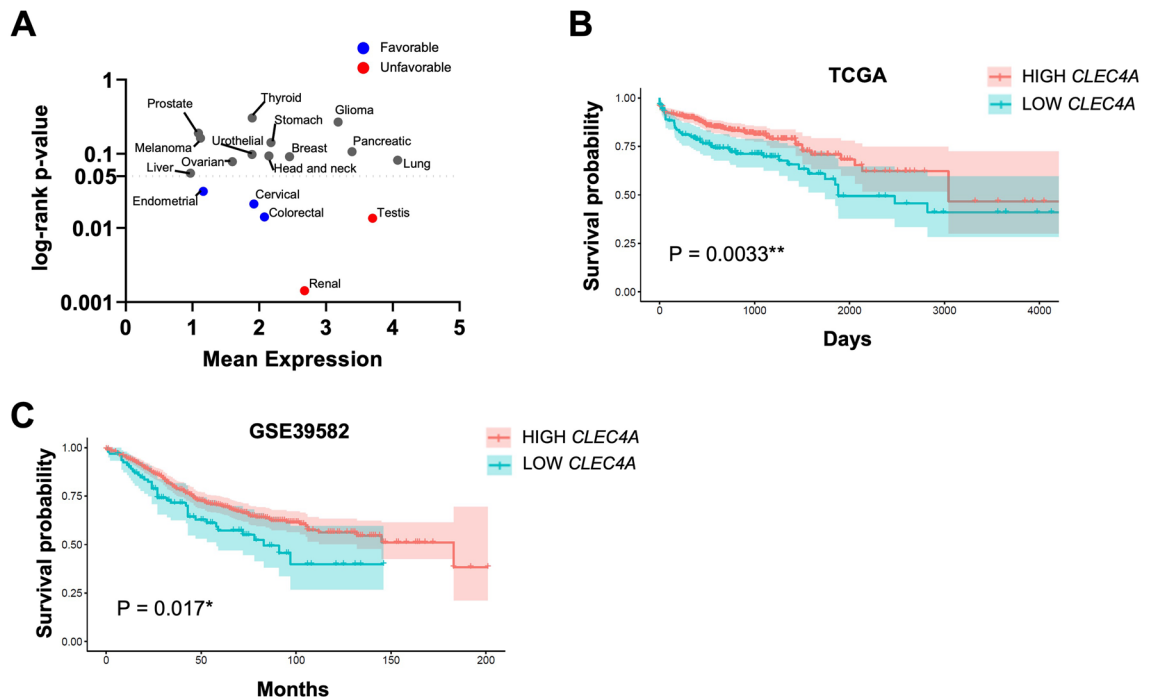 A
Favorable
Unfavorable
log-rank p-value
1
0.1
0.05
0.01
0.001
Prostate
Thyroid
Glioma
Stomach
Melanoma
Urothelial
Breast
Pancreatic
Liver
Ovarian
Head and neck
Lung
Endometrial
Cervical
Colorectal
Testis
Renal
0 1 2 3 4 5
Mean Expression
B
TCGA
HIGH CLEC4A
LOW CLEC4A
Survival probability
1.00
0.75
0.50
0.25
0.00
P = 0.0033**
0 1000 2000 3000 4000
Days
C
GSE39582
HIGH CLEC4A
LOW CLEC4A
Survival probability
1.00
0.75
0.50
0.25
0.00
P = 0.017*
0 50 100 150 200
Months